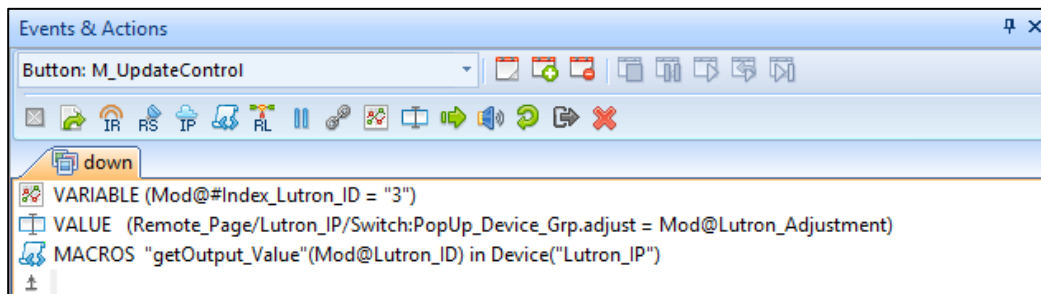 Events & Actions
Button: M_UpdateControl
IR RS IP RL
down
VARIABLE (Mod@#Index_Lutron_ID = "3")
VALUE (Remote_Page/Lutron_IP/Switch:PopUp_Device_Grp.adjust = Mod@Lutron_Adjustment)
MACROS "getOutput_Value"(Mod@Lutron_ID) in Device("Lutron_IP")